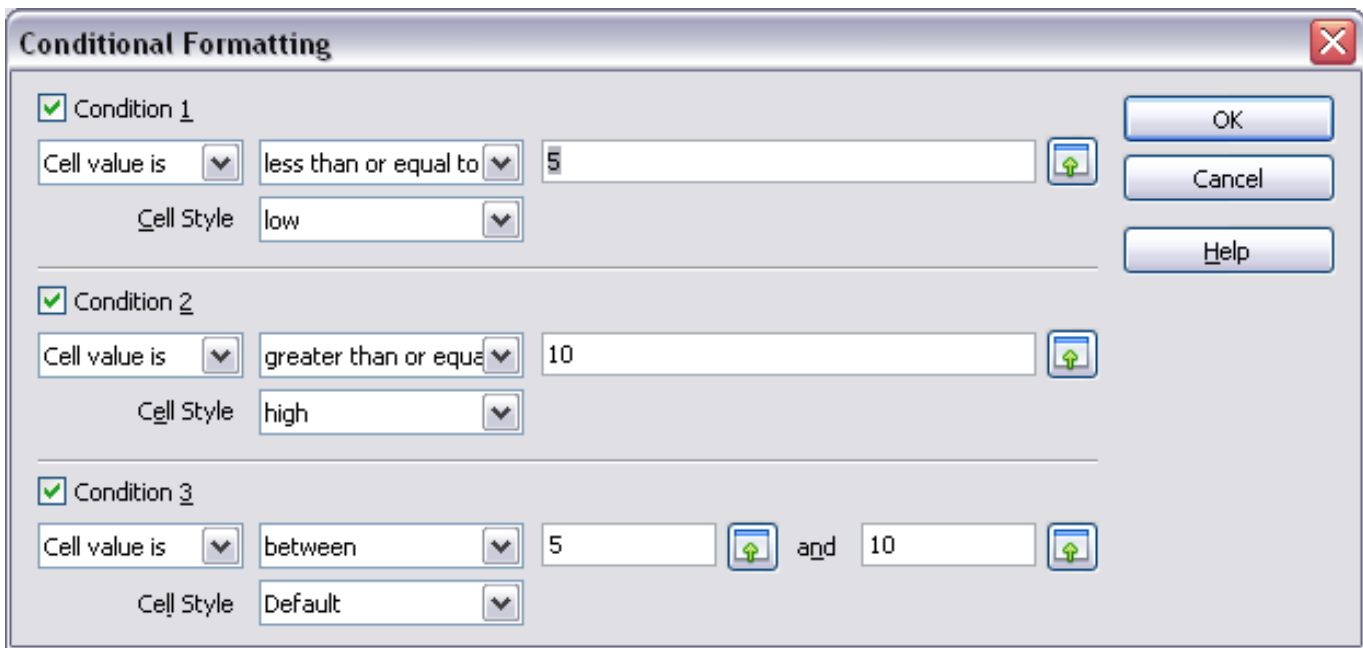 Conditional Formatting
Condition 1
Cell value is less than or equal to 5
Cell Style low
OK
Cancel
Help
Condition 2
Cell value is greater than or equa 10
Cell Style high
Condition 3
Cell value is between 5 and 10
Cell Style Default